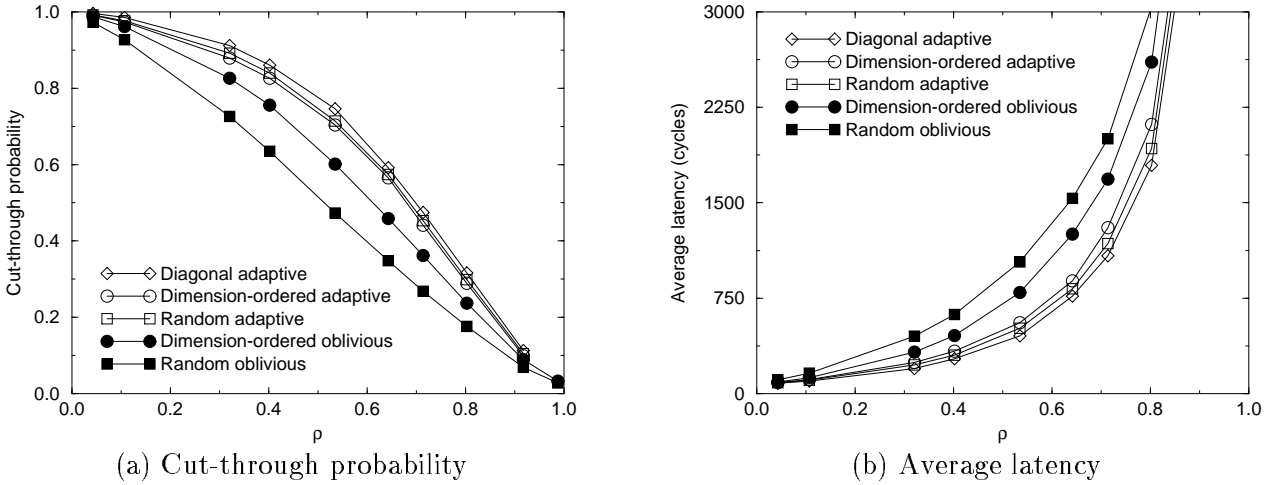 1.0
0.8
0.6
0.4
0.2
0.0
Cut-through probability
Diagonal adaptive
Dimension-ordered adaptive
Random adaptive
Dimension-ordered oblivious
Random oblivious
0.0 0.2 0.4 0.6 0.8 1.0
ρ
(a) Cut-through probability
3000
2250
1500
750
0
Average latency (cycles)
Diagonal adaptive
Dimension-ordered adaptive
Random adaptive
Dimension-ordered oblivious
Random oblivious
0.0 0.2 0.4 0.6 0.8 1.0
ρ
(b) Average latency